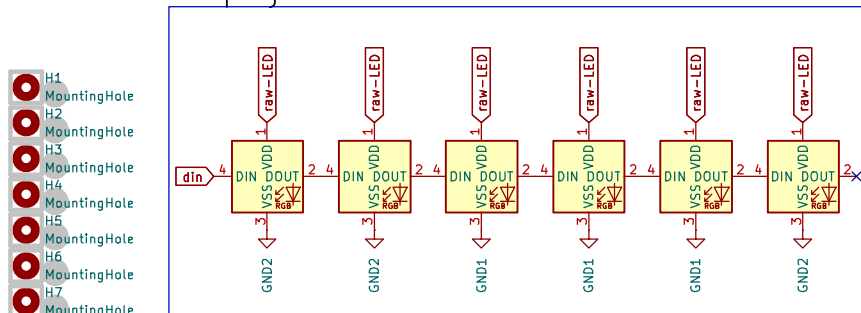 H1
MountingHole
H2
MountingHole
H3
MountingHole
H4
MountingHole
H5
MountingHole
H6
MountingHole
H7
MountingHole
raw-LED raw-LED raw-LED raw-LED raw-LED raw-LED
1 1 1 1 1 1
VDD VDD VDD VDD VDD VDD
din 4 DIN DOUT 2 4 DIN DOUT 2 4 DIN DOUT 2 4 DIN DOUT 2 4 DIN DOUT 2 4 DIN DOUT 2
VSS RGB VSS RGB VSS RGB VSS RGB VSS RGB VSS RGB
3 3 3 3 3 3
GND2 GND2 GND1 GND1 GND1 GND2